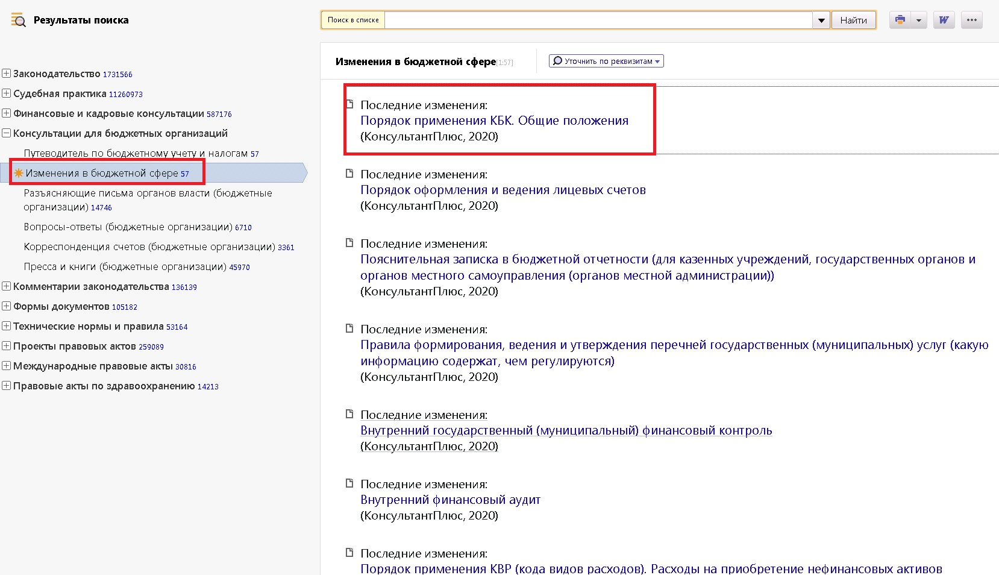 Результаты поиска
Поиск в списке
Найти
W
Законодательство 1731566
Судебная практика 11260973
Финансовые и кадровые консультации 587176
Консультации для бюджетных организаций
Путеводитель по бюджетному учету и налогам 57
Изменения в бюджетной сфере 57
Разъясняющие письма органов власти (бюджетные
организации) 14746
Вопросы-ответы (бюджетные организации) 6710
Корреспонденция счетов (бюджетные организации) 3361
Пресса и книги (бюджетные организации) 45970
Комментарии законодательства 136139
Формы документов 105182
Технические нормы и правила 53164
Проекты правовых актов 259089
Международные правовые акты 30816
Правовые акты по здравоохранению 14213
Изменения в бюджетной сфере [1:57]
Уточнить по реквизитам
Последние изменения:
Порядок применения КБК. Общие положения
(КонсультантПлюс, 2020)
Последние изменения:
Порядок оформления и ведения лицевых счетов
(КонсультантПлюс, 2020)
Последние изменения:
Пояснительная записка в бюджетной отчетности (для казенных учреждений, государственных органов и
органов местного самоуправления (органов местной администрации))
(КонсультантПлюс, 2020)
Последние изменения:
Правила формирования, ведения и утверждения перечней государственных (муниципальных) услуг (какую
информацию содержат, чем регулируются)
(КонсультантПлюс, 2020)
Последние изменения:
Внутренний государственный (муниципальный) финансовый контроль
(КонсультантПлюс, 2020)
Последние изменения:
Внутренний финансовый аудит
(КонсультантПлюс, 2020)
Последние изменения:
Порядок применения КВР (кода видов расходов). Расходы на приобретение нефинансовых активов